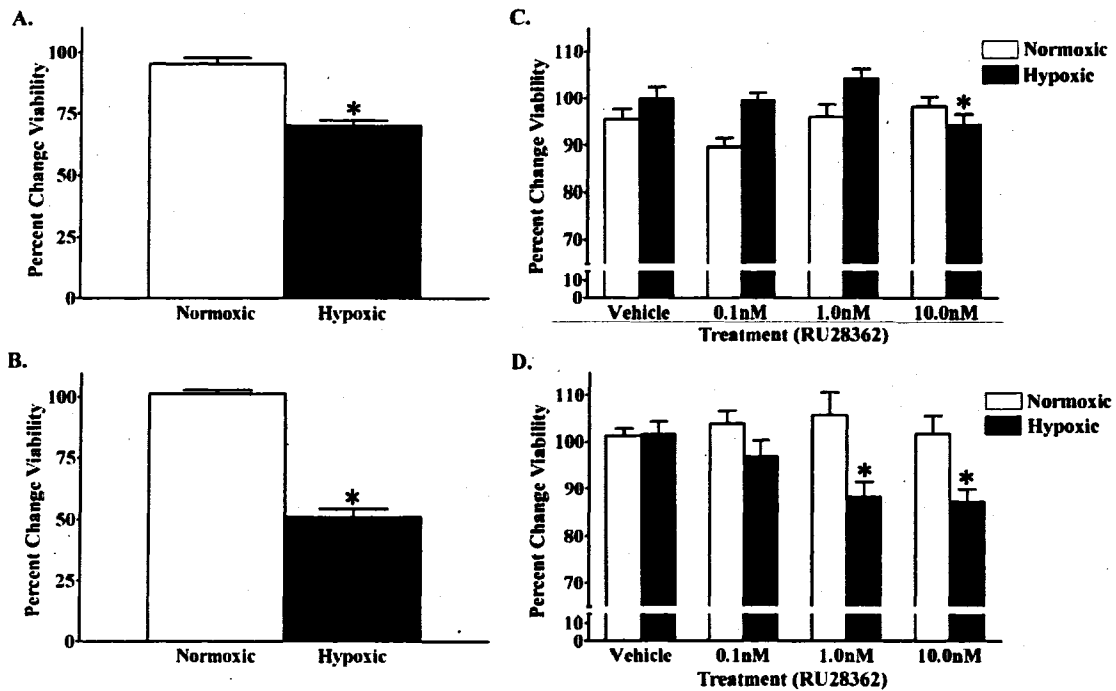 A.
Percent Change Viability
100
75
50
25
0
*
Normoxic Hypoxic
B.
Percent Change Viability
100
75
50
25
0
*
Normoxic Hypoxic
C.
Percent Change Viability
110
100
90
80
70
10
0
*
Normoxic
Hypoxic
Vehicle 0.1nM 1.0nM 10.0nM
Treatment (RU28362)
D.
Percent Change Viability
110
100
90
80
70
10
0
* *
Normoxic
Hypoxic
Vehicle 0.1nM 1.0nM 10.0nM
Treatment (RU28362)